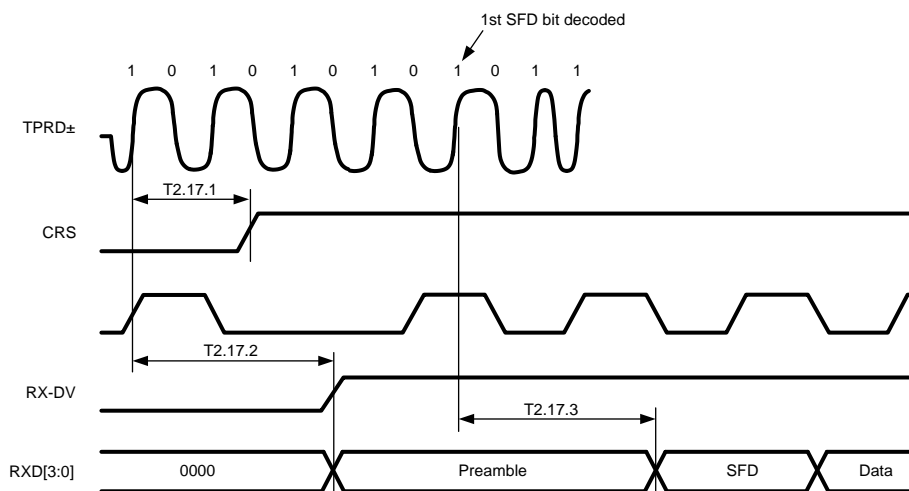 1st SFD bit decoded
1 0 1 0 1 0 1 0 1 0 1 1
TPRD±
T2.17.1
CRS
T2.17.2
RX-DV
T2.17.3
RXD[3:0] 0000 Preamble SFD Data